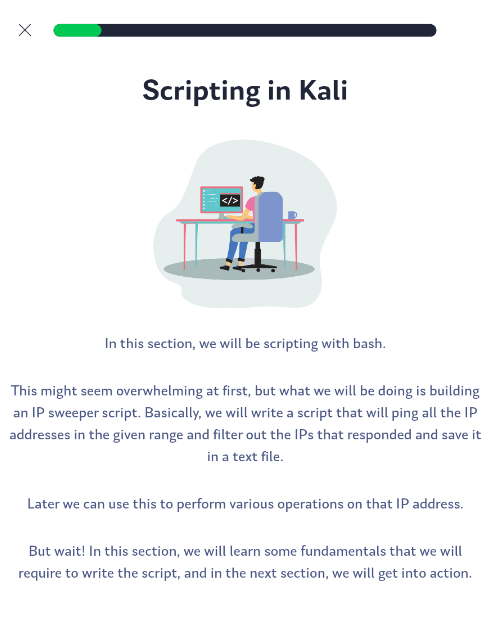 Scripting in Kali
</>
In this section, we will be scripting with bash.
This might seem overwhelming at first, but what we will be doing is building
an IP sweeper script. Basically, we will write a script that will ping all the IP
addresses in the given range and filter out the IPs that responded and save it
in a text file.
Later we can use this to perform various operations on that IP address.
But wait! In this section, we will learn some fundamentals that we will
require to write the script, and in the next section, we will get into action.